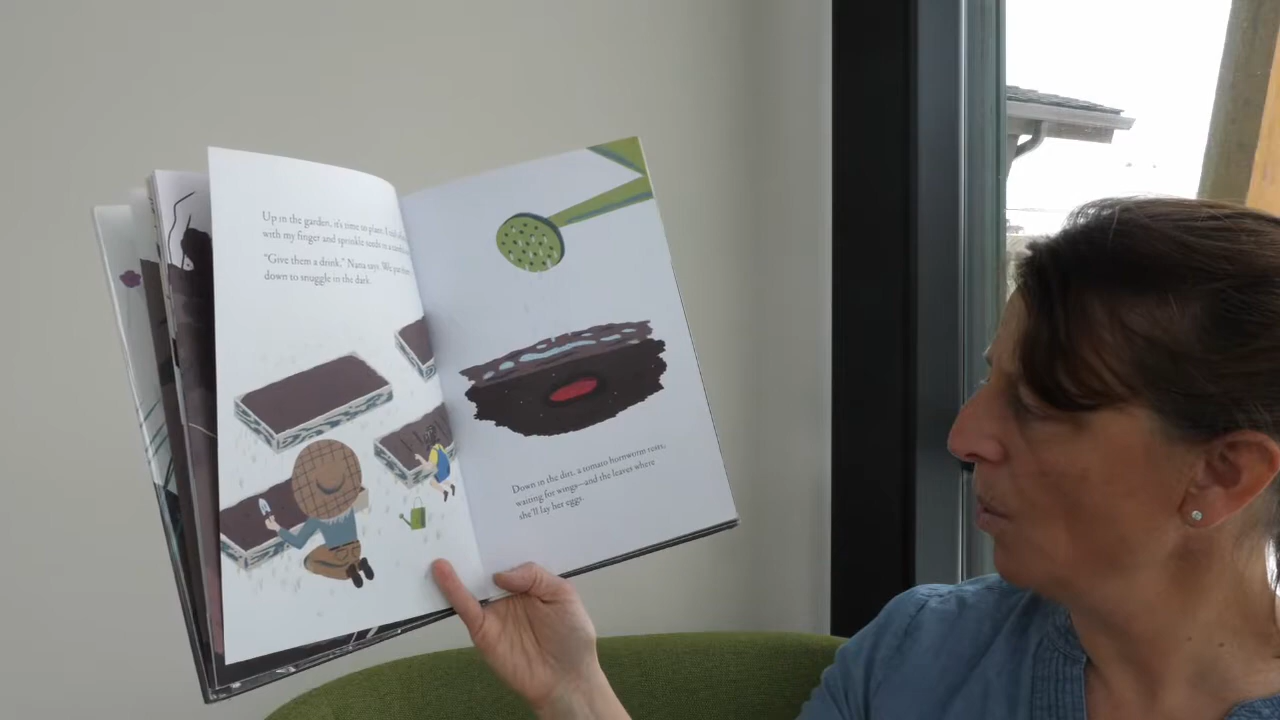 Up in the garden, it's time to plant. I
with my finger and sprinkle seeds in a
"Give them a drink," Nana says. We
down to snuggle in the dark.
Down in the dirt, a tomato hornworm rests,
waiting for wings—and the leaves where
she'll lay her eggs.